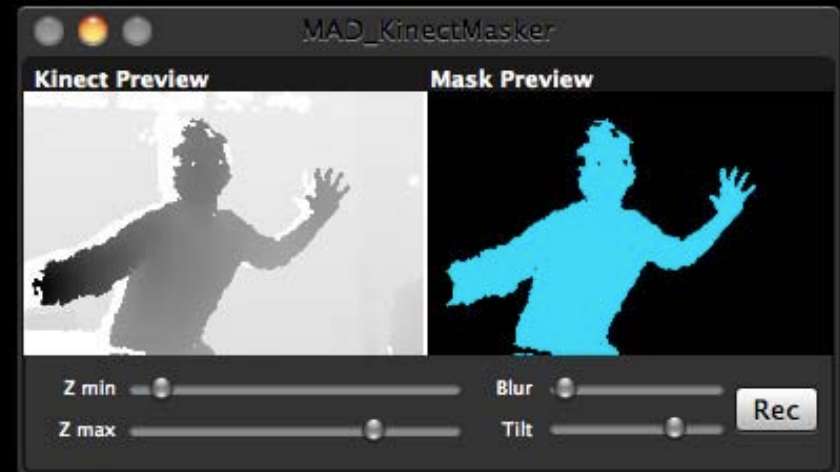 MAD_KinectMasker
Kinect Preview
Mask Preview
Z min
Blur
Z max
Tilt
Rec